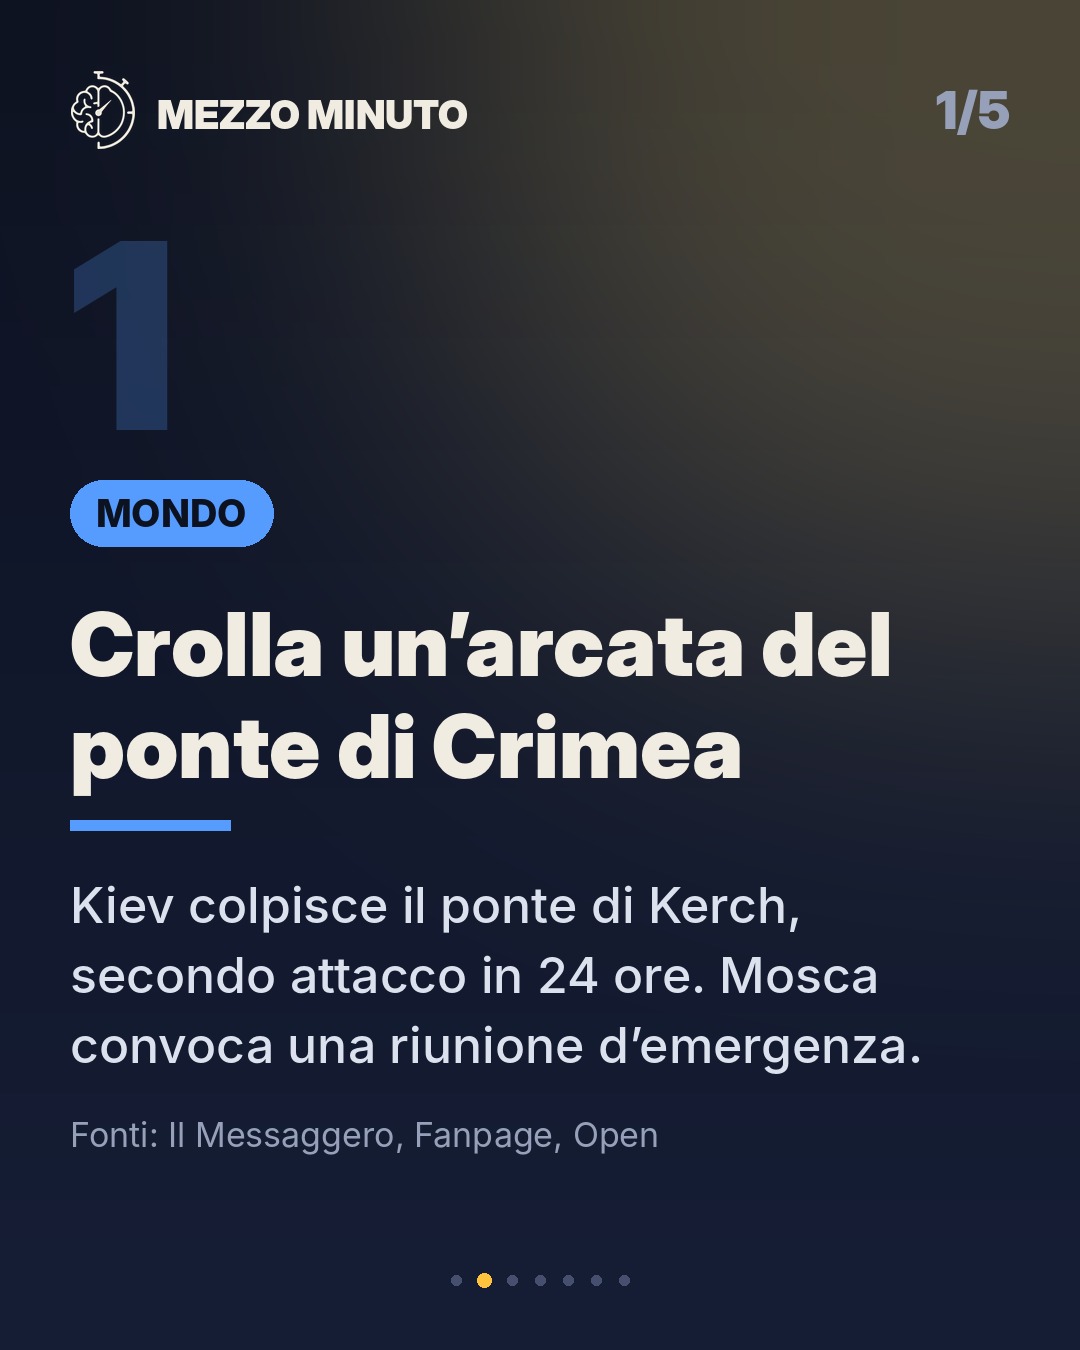 MEZZO MINUTO
1/5
1
MONDO
Crolla un’arcata del
ponte di Crimea
Kiev colpisce il ponte di Kerch,
secondo attacco in 24 ore. Mosca
convoca una riunione d’emergenza.
Fonti: Il Messaggero, Fanpage, Open